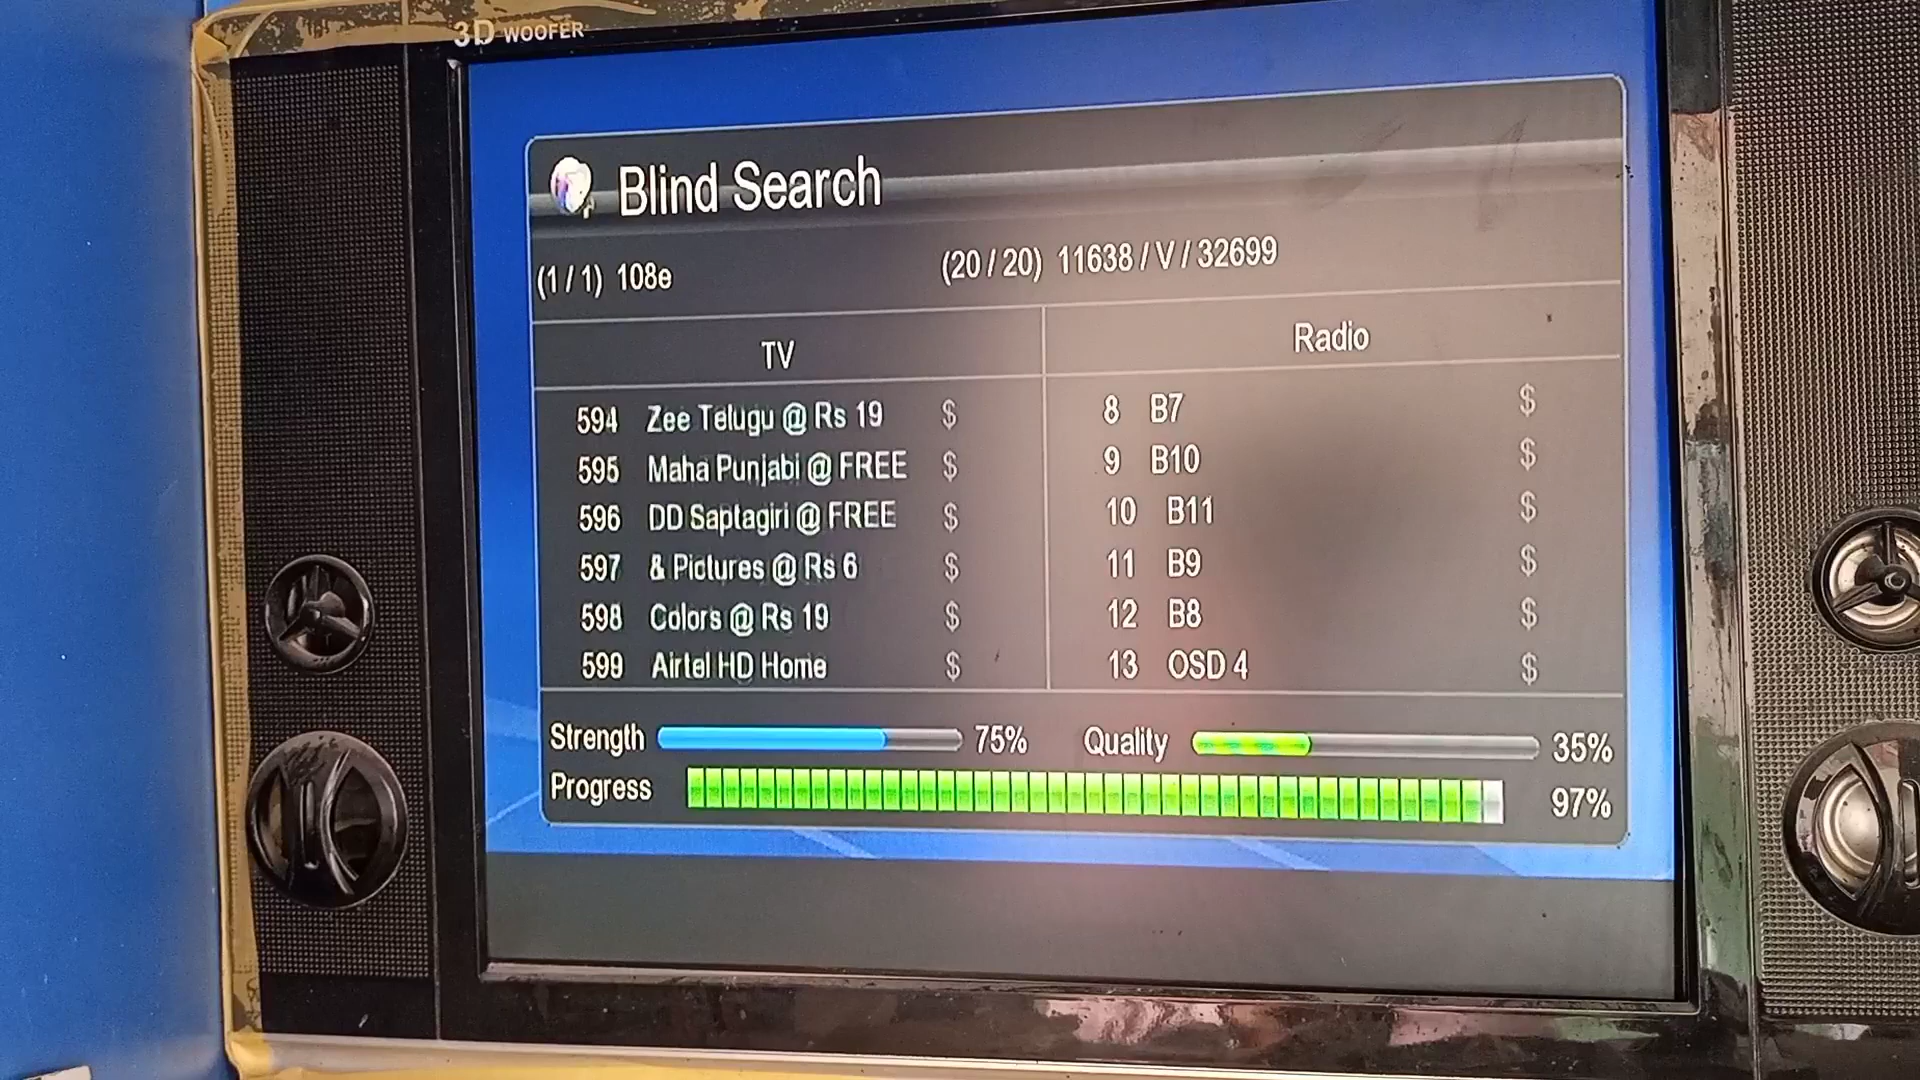 3D WOOFER
Blind Search
(1 / 1) 108e (20 / 20) 11638 / V / 32699
TV Radio
594 Zee Telugu @ Rs 19 $ 8 B7 $
595 Maha Punjabi @ FREE $ 9 B10 $
596 DD Saptagiri @ FREE $ 10 B11 $
597 & Pictures @ Rs 6 $ 11 B9 $
598 Colors @ Rs 19 $ 12 B8 $
599 Airtel HD Home $ 13 OSD 4 $
Strength 75% Quality 35%
Progress 97%